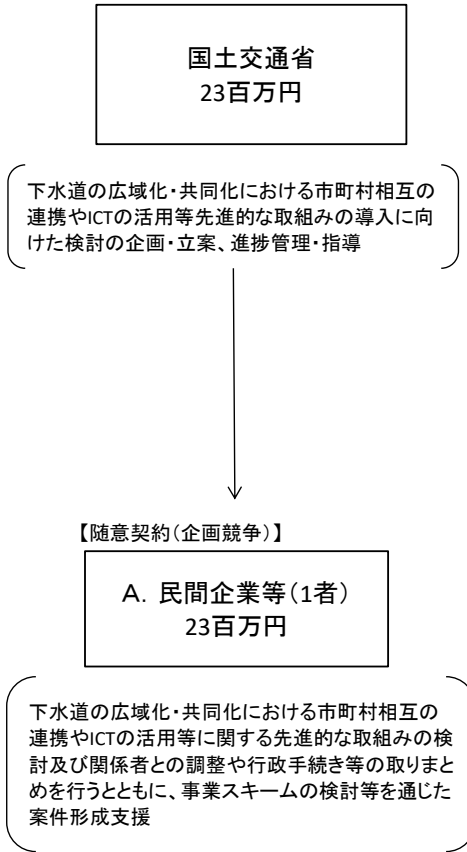 国土交通省
23百万円
下水道の広域化・共同化における市町村相互の
連携やICTの活用等先進的な取組みの導入に向
けた検討の企画・立案、進捗管理・指導
【随意契約(企画競争)】
A. 民間企業等(1者)
23百万円
下水道の広域化・共同化における市町村相互の
連携やICTの活用等に関する先進的な取組みの検
討及び関係者との調整や行政手続き等の取りまと
めを行うとともに、事業スキームの検討等を通じた
案件形成支援